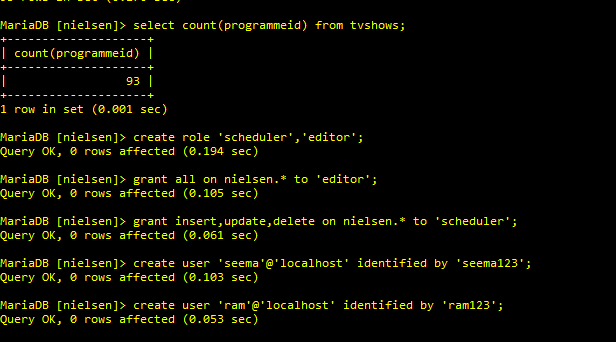 MariaDB [nielsen]> select count(programmeid) from tvshows;
+--------------------+
| count(programmeid) |
+--------------------+
|                 93 |
+--------------------+
1 row in set (0.001 sec)
MariaDB [nielsen]> create role 'scheduler','editor';
Query OK, 0 rows affected (0.194 sec)
MariaDB [nielsen]> grant all on nielsen.* to 'editor';
Query OK, 0 rows affected (0.105 sec)
MariaDB [nielsen]> grant insert,update,delete on nielsen.* to 'scheduler';
Query OK, 0 rows affected (0.061 sec)
MariaDB [nielsen]> create user 'seema'@'localhost' identified by 'seema123';
Query OK, 0 rows affected (0.103 sec)
MariaDB [nielsen]> create user 'ram'@'localhost' identified by 'ram123';
Query OK, 0 rows affected (0.053 sec)